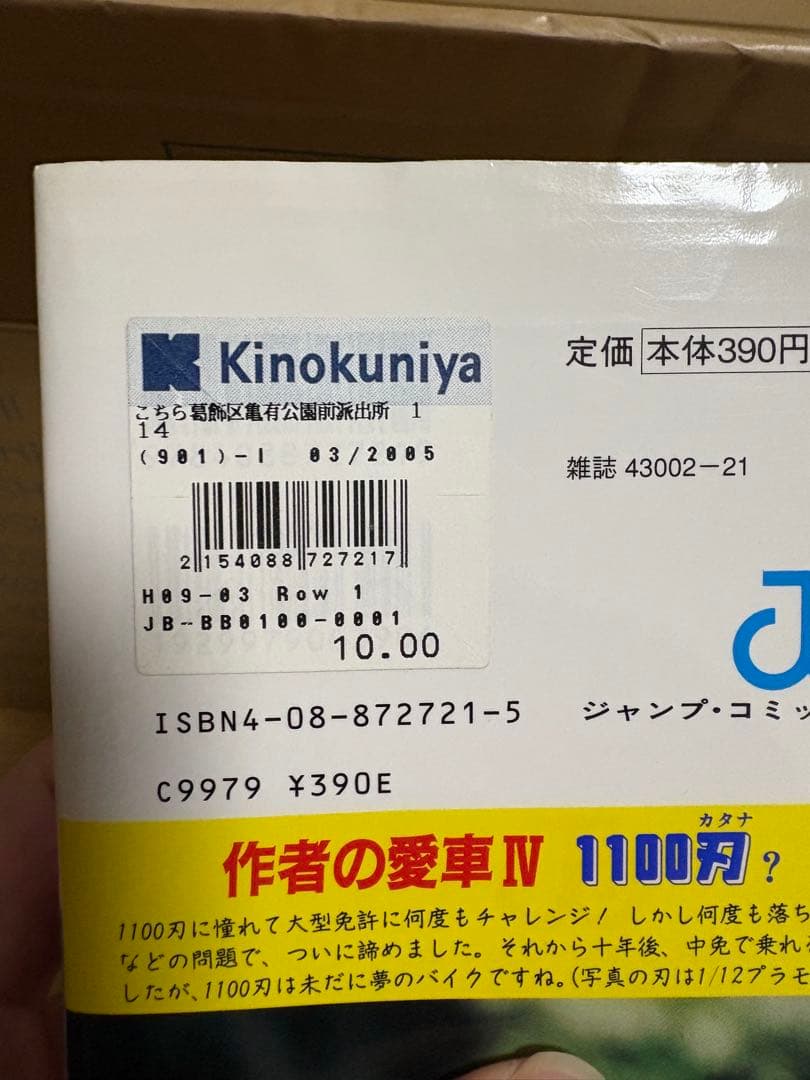 Kinokuniya
こちら葛飾区亀有公園前派出所 1
14
(901)-I 03/2005
2 154088 727217
H09-03 Row 1
JB--BB0100-0001
10.00
定価 本体390円
雑誌 43002-21
J
ISBN4-08-872721-5
ジャンプ・コミッ
C9979 ¥390E
作者の愛車Ⅳ 1100刃?
カタナ
1100刃に憧れて大型免許に何度もチャレンジ! しかし何度も落ち
などの問題で、ついに諦めました。それから十年後、中免で乗れる
したが、1100刃は未だに夢のバイクですね。(写真の刃は1/12プラモ